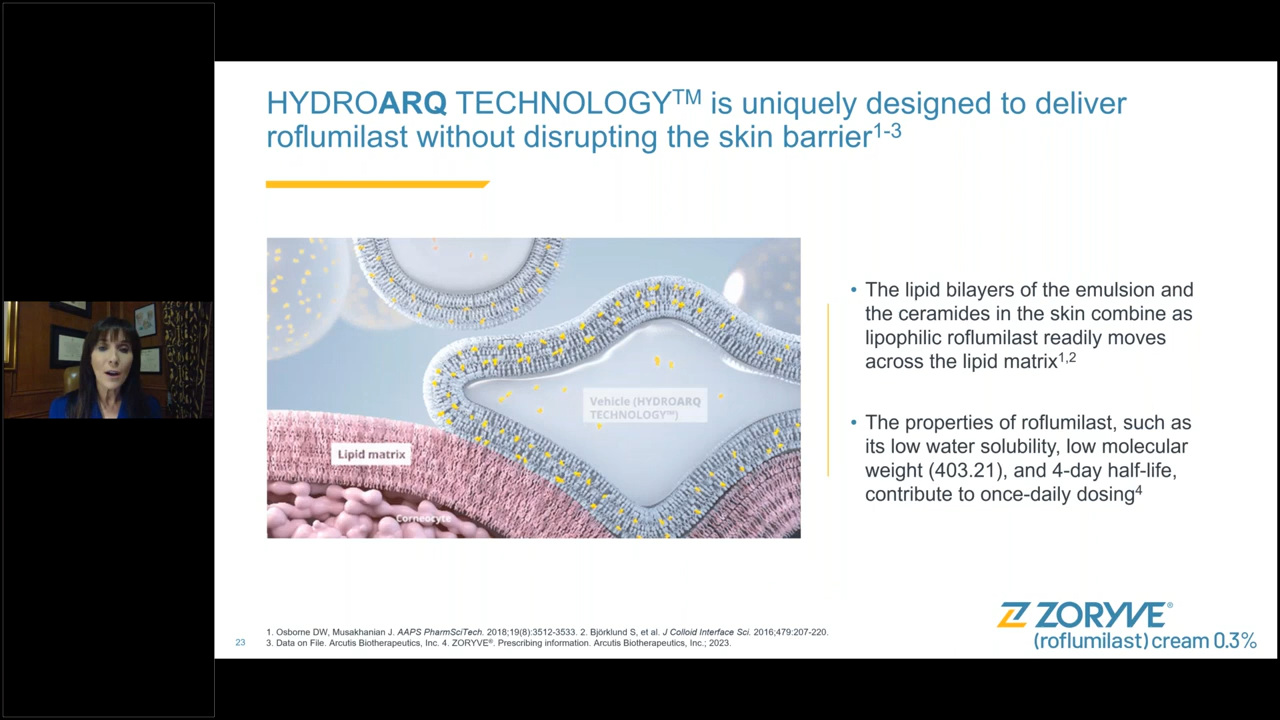 HYDROARQ TECHNOLOGY™ is uniquely designed to deliver
roflumilast without disrupting the skin barrier1-3
Vehicle (HYDROARQ
TECHNOLOGY™)
Lipid matrix
Corneocyte
• The lipid bilayers of the emulsion and
the ceramides in the skin combine as
lipophilic roflumilast readily moves
across the lipid matrix1,2
• The properties of roflumilast, such as
its low water solubility, low molecular
weight (403.21), and 4-day half-life,
contribute to once-daily dosing4
1. Osborne DW, Musakhanian J. AAPS PharmSciTech. 2018;19(8):3512-3533. 2. Björklund S, et al. J Colloid Interface Sci. 2016;479:207-220.
3. Data on File. Arcutis Biotherapeutics, Inc. 4. ZORYVE®. Prescribing information. Arcutis Biotherapeutics, Inc.; 2023.
23
ZORYVE®
(roflumilast) cream 0.3%